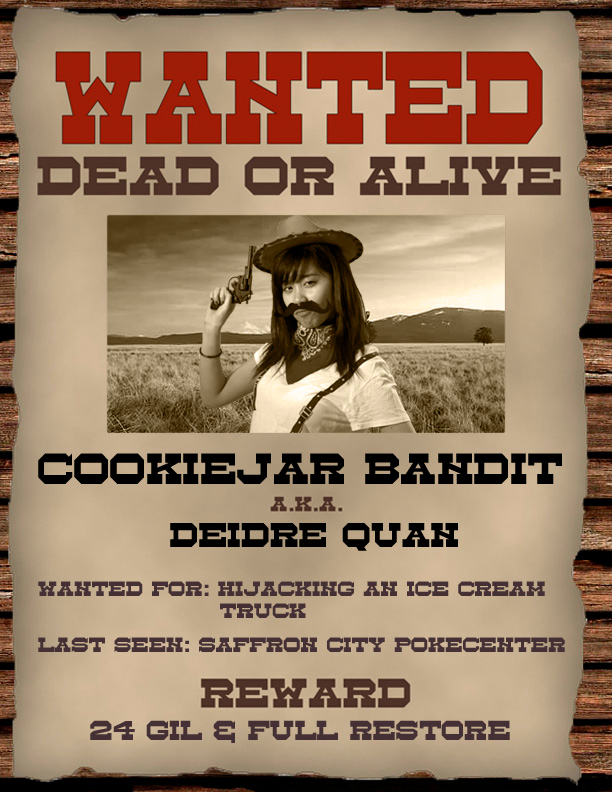 WANTED
DEAD OR ALIVE
COOKIEJAR BANDIT
A.K.A.
DEIDRE QUAN
WANTED FOR: HIJACKING AN ICE CREAM
TRUCK
LAST SEEN: SAFFRON CITY POKECENTER
REWARD
24 GIL & FULL RESTORE